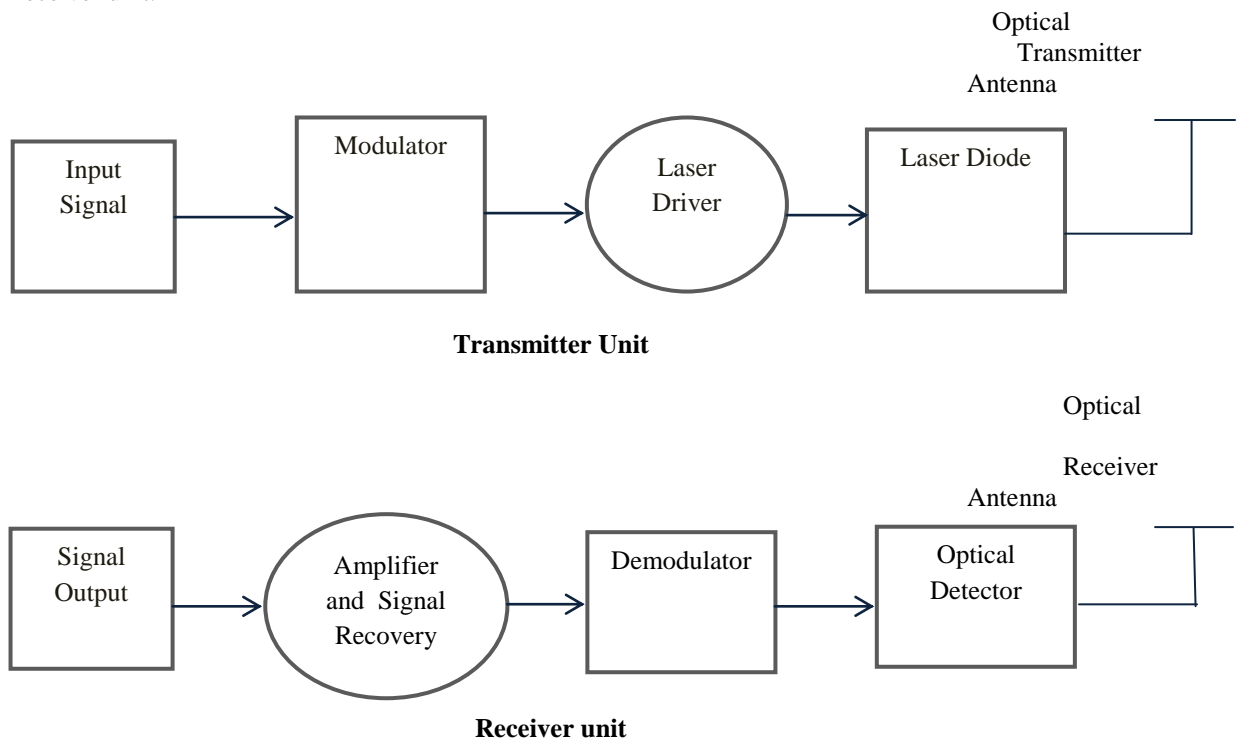 Optical
Transmitter
Antenna
Input
Signal
Modulator
Laser
Driver
Laser Diode
Transmitter Unit
Optical
Receiver
Antenna
Signal
Output
Amplifier
and Signal
Recovery
Demodulator
Optical
Detector
Receiver unit